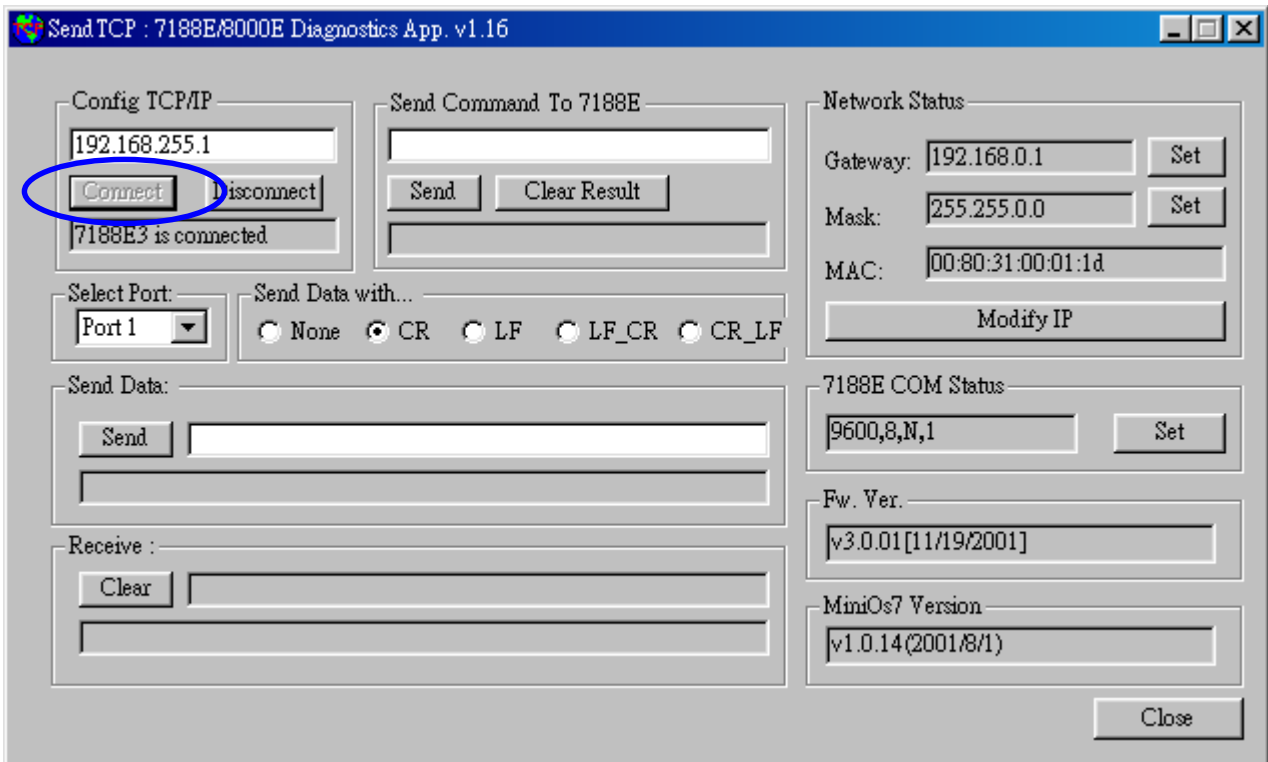 SendTCP : 7188E/8000E Diagnostics App. v1.16
Config TCP/IP
192.168.255.1
Connect Disconnect
7188E3 is connected
Send Command To 7188E
Send Clear Result
Network Status
Gateway: 192.168.0.1 Set
Mask: 255.255.0.0 Set
MAC: 00:80:31:00:01:1d
Modify IP
Select Port:
Port 1
Send Data with...
None CR LF LF_CR CR_LF
Send Data:
Send
Receive :
Clear
7188E COM Status
9600,8,N,1 Set
Fw. Ver.
v3.0.01[11/19/2001]
MiniOs7 Version
v1.0.14(2001/8/1)
Close